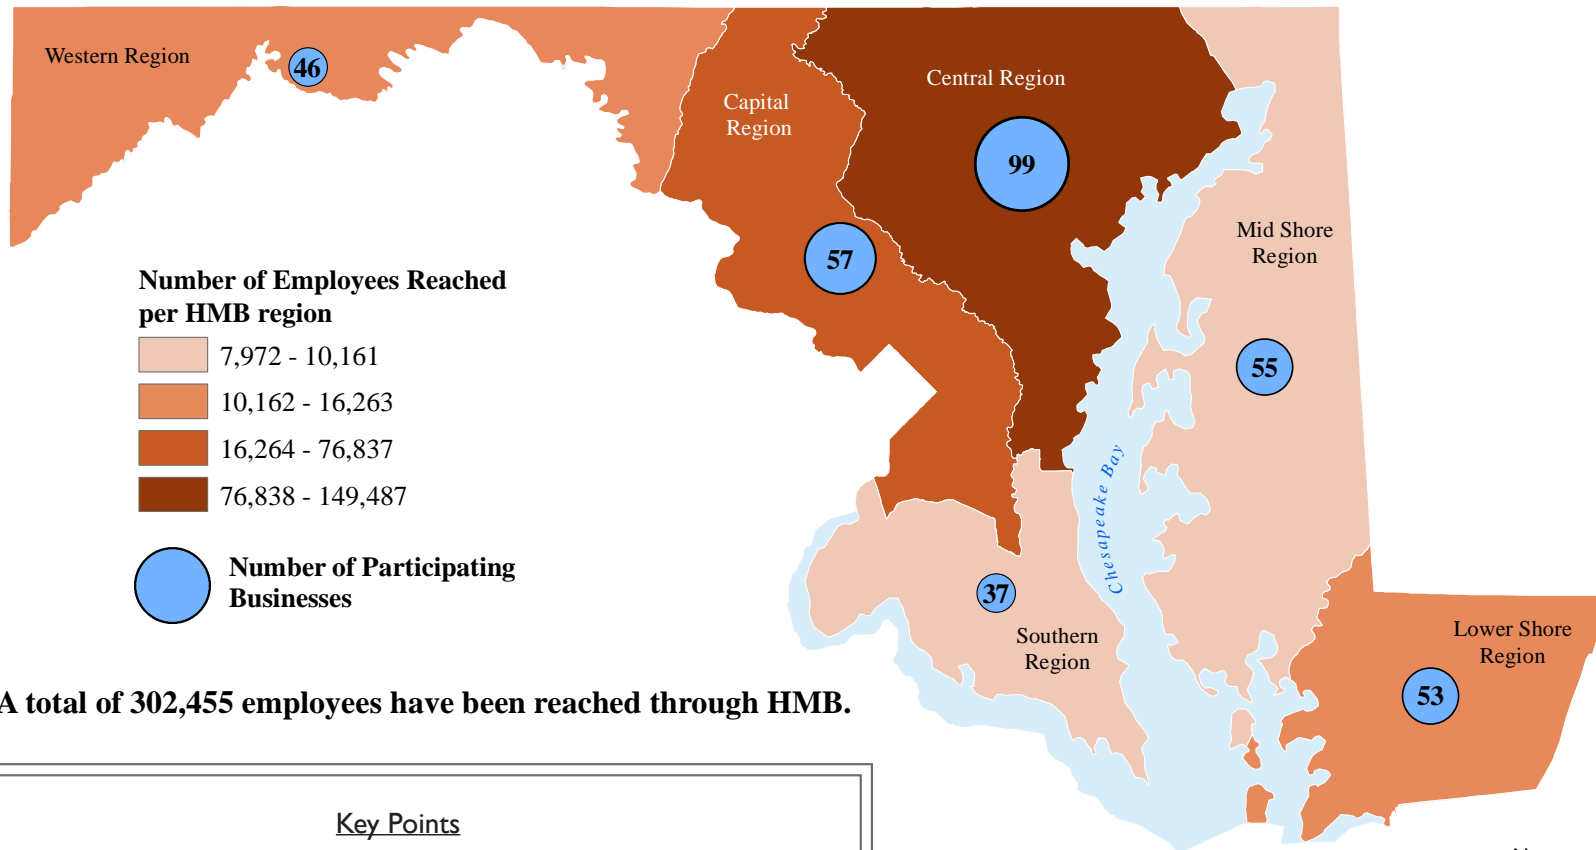 Western Region
46
Capital
Region
Central Region
99
57
Mid Shore
Region
55
Number of Employees Reached
per HMB region
7,972 - 10,161
10,162 - 16,263
16,264 - 76,837
76,838 - 149,487
Number of Participating
Businesses
Chesapeake Bay
37
Southern
Region
Lower Shore
Region
53
A total of 302,455 employees have been reached through HMB.
Key Points